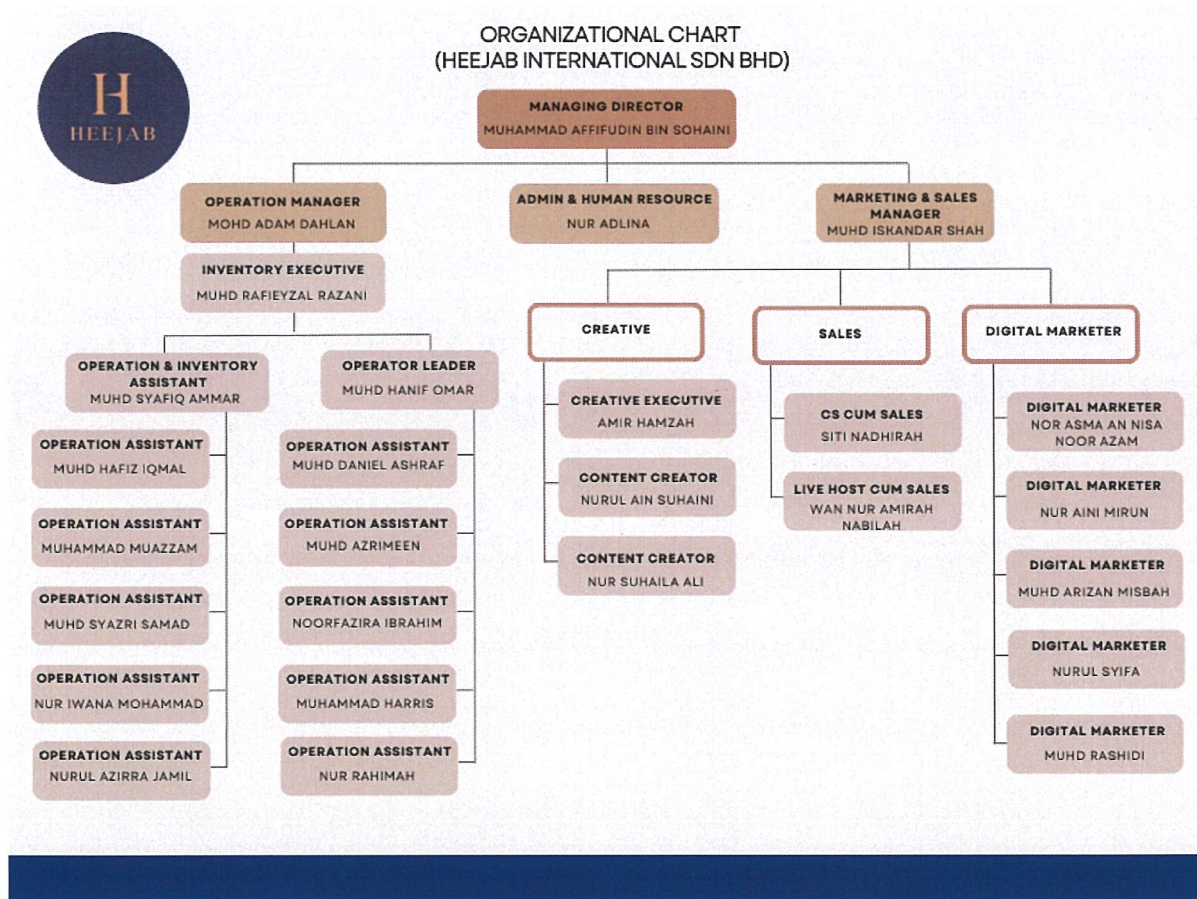 ORGANIZATIONAL CHART
(HEEJAB INTERNATIONAL SDN BHD)
H
HEEJAB
MANAGING DIRECTOR
MUHAMMAD AFFIFUDIN BIN SOHAINI
OPERATION MANAGER
MOHD ADAM DAHLAN
ADMIN & HUMAN RESOURCE
NUR ADLINA
MARKETING & SALES
MANAGER
MUHD ISKANDAR SHAH
INVENTORY EXECUTIVE
MUHD RAFIEYZAL RAZANI
OPERATION & INVENTORY
ASSISTANT
MUHD SYAFIQ AMMAR
OPERATION ASSISTANT
MUHD HAFIZ IQMAL
OPERATION ASSISTANT
MUHAMMAD MUAZZAM
OPERATION ASSISTANT
MUHD SYAZRI SAMAD
OPERATION ASSISTANT
NUR IWANA MOHAMMAD
OPERATION ASSISTANT
NURUL AZIRRA JAMIL
OPERATOR LEADER
MUHD HANIF OMAR
OPERATION ASSISTANT
MUHD DANIEL ASHRAF
OPERATION ASSISTANT
MUHD AZRIMEEN
OPERATION ASSISTANT
NOORFAZIRA IBRAHIM
OPERATION ASSISTANT
MUHAMMAD HARRIS
OPERATION ASSISTANT
NUR RAHIMAH
CREATIVE
CREATIVE EXECUTIVE
AMIR HAMZAH
CONTENT CREATOR
NURUL AIN SUHAINI
CONTENT CREATOR
NUR SUHAILA ALI
SALES
CS CUM SALES
SITI NADHIRAH
LIVE HOST CUM SALES
WAN NUR AMIRAH
NABILAH
DIGITAL MARKETER
DIGITAL MARKETER
NOR ASMA AN NISA
NOOR AZAM
DIGITAL MARKETER
NUR AINI MIRUN
DIGITAL MARKETER
MUHD ARIZAN MISBAH
DIGITAL MARKETER
NURUL SYIFA
DIGITAL MARKETER
MUHD RASHIDI